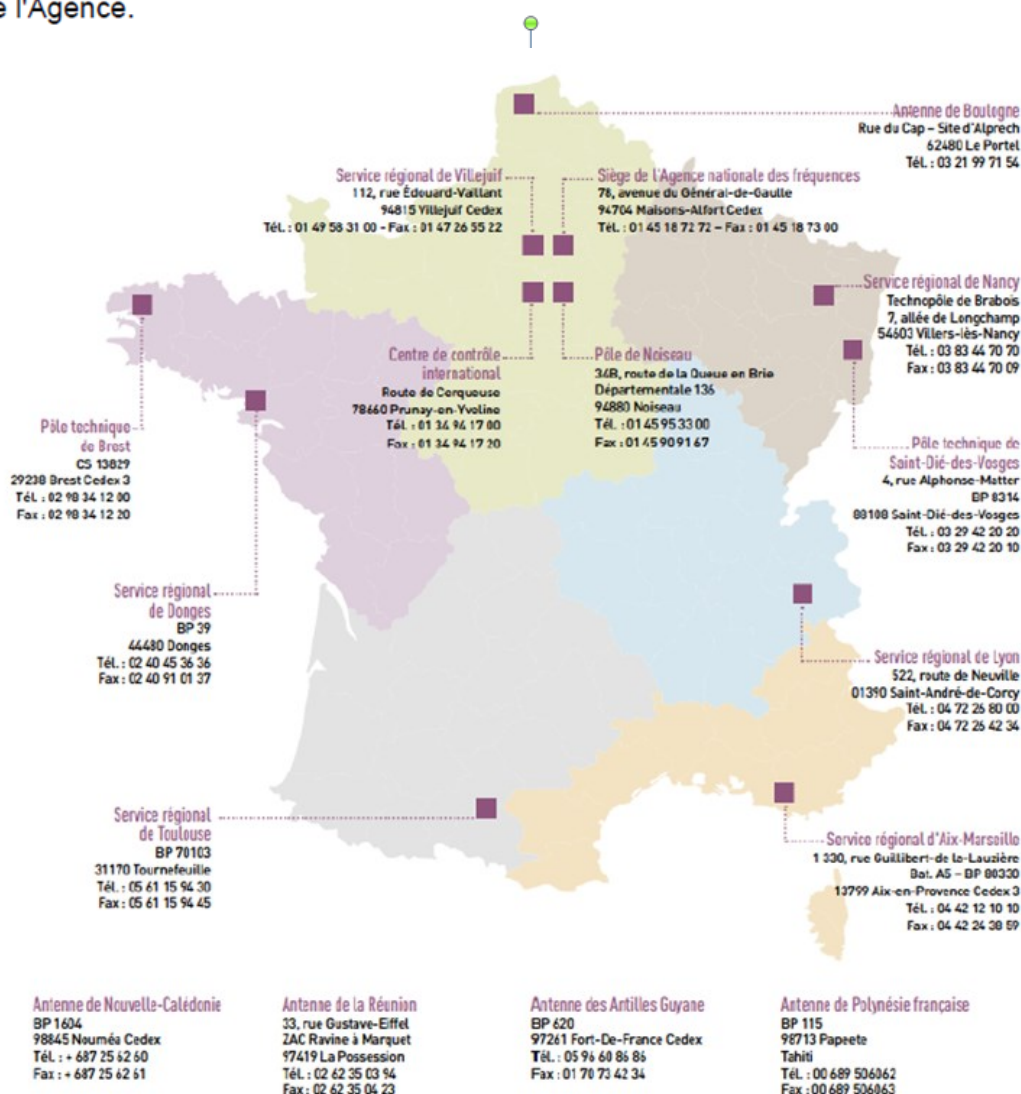 e l'Agence.
Antenne de Boulogne
Rue du Cap – Site d'Alprech
62480 Le Portel
Tél. : 03 21 99 71 54
Service régional de Villejuif
112, rue Édouard-Vaillant
94815 Villejuif Cedex
Tél. : 01 49 58 31 00 - Fax : 01 47 26 55 22
Siège de l'Agence nationale des fréquences
78, avenue du Général-de-Gaulle
94704 Maisons-Alfort Cedex
Tél. : 01 45 18 72 72 – Fax : 01 45 18 73 00
Service régional de Nancy
Technopôle de Brabois
7, allée de Longchamp
54603 Villers-lès-Nancy
Tél. : 03 83 44 70 70
Fax : 03 83 44 70 09
Centre de contrôle
international
Route de Cerqueuse
78660 Prunay-en-Yveline
Tél. : 01 34 94 17 00
Fax : 01 34 94 17 20
Pôle de Noiseau
34B, route de la Queue en Brie
Départementale 136
94880 Noiseau
Tél. : 01 45 95 33 00
Fax : 01 45 90 91 67
Pôle technique
de Brest
CS 13829
29238 Brest Cedex 3
Tél. : 02 98 34 12 00
Fax : 02 98 34 12 20
Pôle technique de
Saint-Dié-des-Vosges
4, rue Alphonse-Matter
BP 8314
88108 Saint-Dié-des-Vosges
Tél. : 03 29 42 20 20
Fax : 03 29 42 20 10
Service régional
de Donges
BP 39
44480 Donges
Tél. : 02 40 45 36 36
Fax : 02 40 91 01 37
Service régional de Lyon
522, route de Neuville
01390 Saint-André-de-Corcy
Tél. : 04 72 26 80 00
Fax : 04 72 26 42 34
Service régional
de Toulouse
BP 70103
31170 Tournefeuille
Tél. : 05 61 15 94 30
Fax : 05 61 15 94 45
Service régional d'Aix-Marseille
1 330, rue Guillibert-de-la-Lauzière
Bat. A5 – BP 80330
13799 Aix-en-Provence Cedex 3
Tél. : 04 42 12 10 10
Fax : 04 42 24 38 59
Antenne de Nouvelle-Calédonie
BP 1604
98845 Nouméa Cedex
Tél. : + 687 25 62 60
Fax : + 687 25 62 61
Antenne de la Réunion
33, rue Gustave-Eiffel
ZAC Ravine à Marquet
97419 La Possession
Tél. : 02 62 35 03 94
Fax : 02 62 35 04 23
Antenne des Antilles Guyane
BP 620
97261 Fort-De-France Cedex
Tél. : 05 96 60 86 86
Fax : 01 70 73 42 34
Antenne de Polynésie française
BP 115
98713 Papeete
Tahiti
Tél. : 00 689 506062
Fax : 00 689 506063